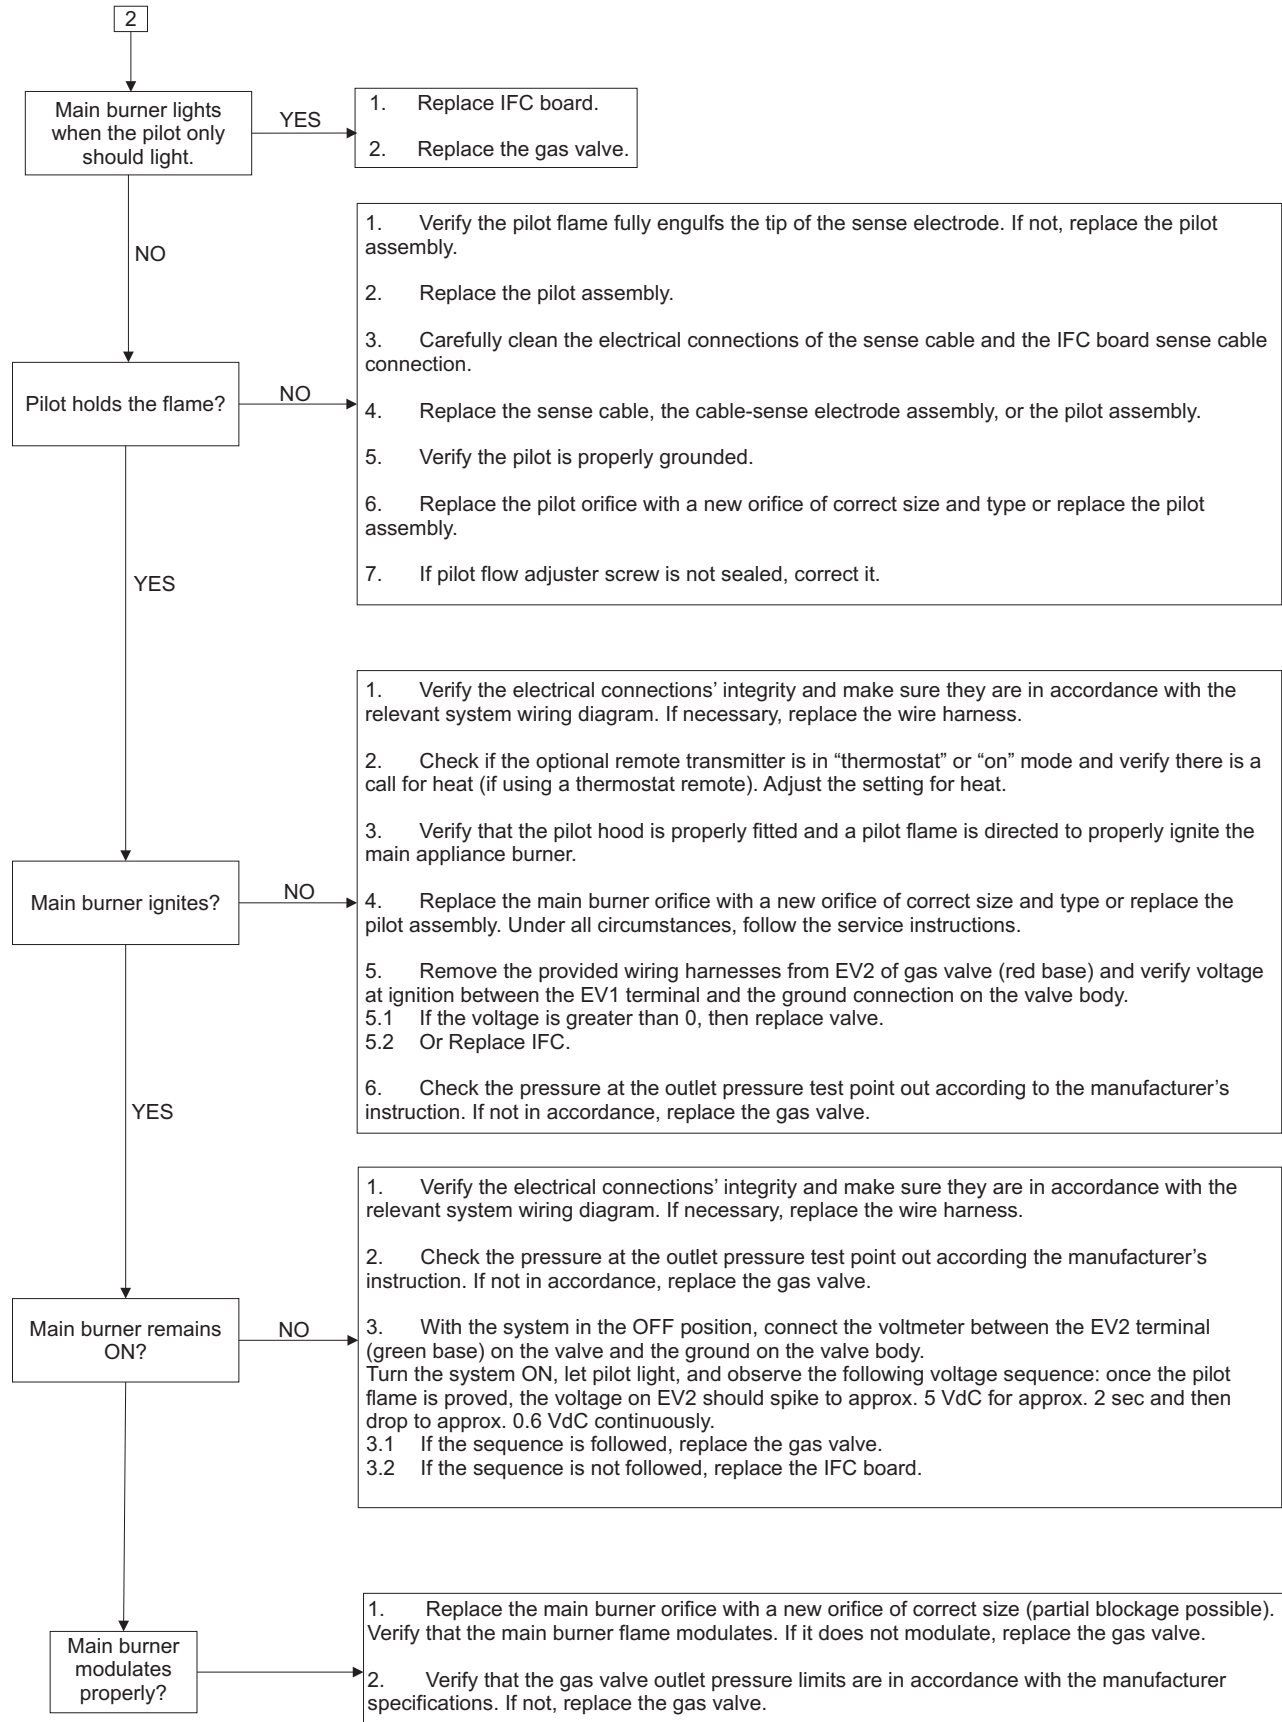 2
Main burner lights
when the pilot only
should light.
YES
1. Replace IFC board.
2. Replace the gas valve.
NO
1. Verify the pilot flame fully engulfs the tip of the sense electrode. If not, replace the pilot
assembly.
2. Replace the pilot assembly.
3. Carefully clean the electrical connections of the sense cable and the IFC board sense cable
connection.
4. Replace the sense cable, the cable-sense electrode assembly, or the pilot assembly.
5. Verify the pilot is properly grounded.
6. Replace the pilot orifice with a new orifice of correct size and type or replace the pilot
assembly.
7. If pilot flow adjuster screw is not sealed, correct it.
Pilot holds the flame?
NO
YES
1. Verify the electrical connections’ integrity and make sure they are in accordance with the
relevant system wiring diagram. If necessary, replace the wire harness.
2. Check if the optional remote transmitter is in “thermostat” or “on” mode and verify there is a
call for heat (if using a thermostat remote). Adjust the setting for heat.
3. Verify that the pilot hood is properly fitted and a pilot flame is directed to properly ignite the
main appliance burner.
4. Replace the main burner orifice with a new orifice of correct size and type or replace the
pilot assembly. Under all circumstances, follow the service instructions.
5. Remove the provided wiring harnesses from EV2 of gas valve (red base) and verify voltage
at ignition between the EV1 terminal and the ground connection on the valve body.
5.1 If the voltage is greater than 0, then replace valve.
5.2 Or Replace IFC.
6. Check the pressure at the outlet pressure test point out according to the manufacturer’s
instruction. If not in accordance, replace the gas valve.
Main burner ignites?
NO
YES
1. Verify the electrical connections’ integrity and make sure they are in accordance with the
relevant system wiring diagram. If necessary, replace the wire harness.
2. Check the pressure at the outlet pressure test point out according the manufacturer’s
instruction. If not in accordance, replace the gas valve.
3. With the system in the OFF position, connect the voltmeter between the EV2 terminal
(green base) on the valve and the ground on the valve body.
Turn the system ON, let pilot light, and observe the following voltage sequence: once the pilot
flame is proved, the voltage on EV2 should spike to approx. 5 VdC for approx. 2 sec and then
drop to approx. 0.6 VdC continuously.
3.1 If the sequence is followed, replace the gas valve.
3.2 If the sequence is not followed, replace the IFC board.
Main burner remains
ON?
NO
Main burner
modulates
properly?
1. Replace the main burner orifice with a new orifice of correct size (partial blockage possible).
Verify that the main burner flame modulates. If it does not modulate, replace the gas valve.
2. Verify that the gas valve outlet pressure limits are in accordance with the manufacturer
specifications. If not, replace the gas valve.